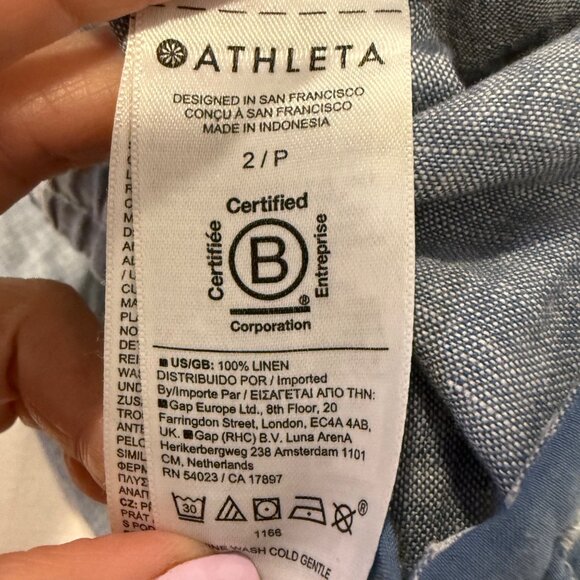 ATHLETA
DESIGNED IN SAN FRANCISCO
CONÇU À SAN FRANCISCO
MADE IN INDONESIA
2 / P
Certified
Certifiée
B
Entreprise
®
Corporation
US/GB: 100% LINEN
DISTRIBUIDO POR / Imported
By/Importe Par / ΕΙΣΑΓΕΤΑΙ ΑΠΟ ΤΗΝ:
Gap Europe Ltd., 8th Floor, 20
Farringdon Street, London, EC4A 4AB,
UK. Gap (RHC) B.V. Luna ArenA
Herikerbergweg 238 Amsterdam 1101
CM, Netherlands
RN 54023 / CA 17897
30
®
1166
WASH COLD GENTLE